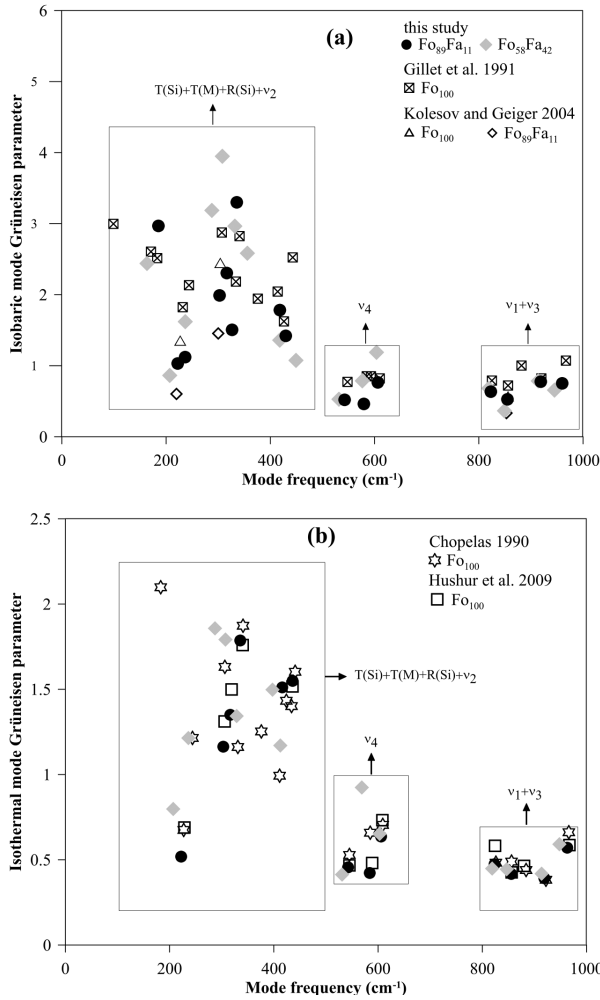 (a)
this study
Fo₈₉Fa₁₁ Fo₅₈Fa₄₂
Gillet et al. 1991
Fo₁₀₀
Kolesov and Geiger 2004
Fo₁₀₀ Fo₈₉Fa₁₁
T(Si)+T(M)+R(Si)+ν₂
ν₄
ν₁+ν₃
Isobaric mode Grüneisen parameter
6
5
4
3
2
1
0
0 200 400 600 800 1000
Mode frequency (cm⁻¹)
(b)
Chopelas 1990
Fo₁₀₀
Hushur et al. 2009
Fo₁₀₀
T(Si)+T(M)+R(Si)+ν₂
ν₄
ν₁+ν₃
Isothermal mode Grüneisen parameter
2.5
2
1.5
1
0.5
0
0 200 400 600 800 1000
Mode frequency (cm⁻¹)